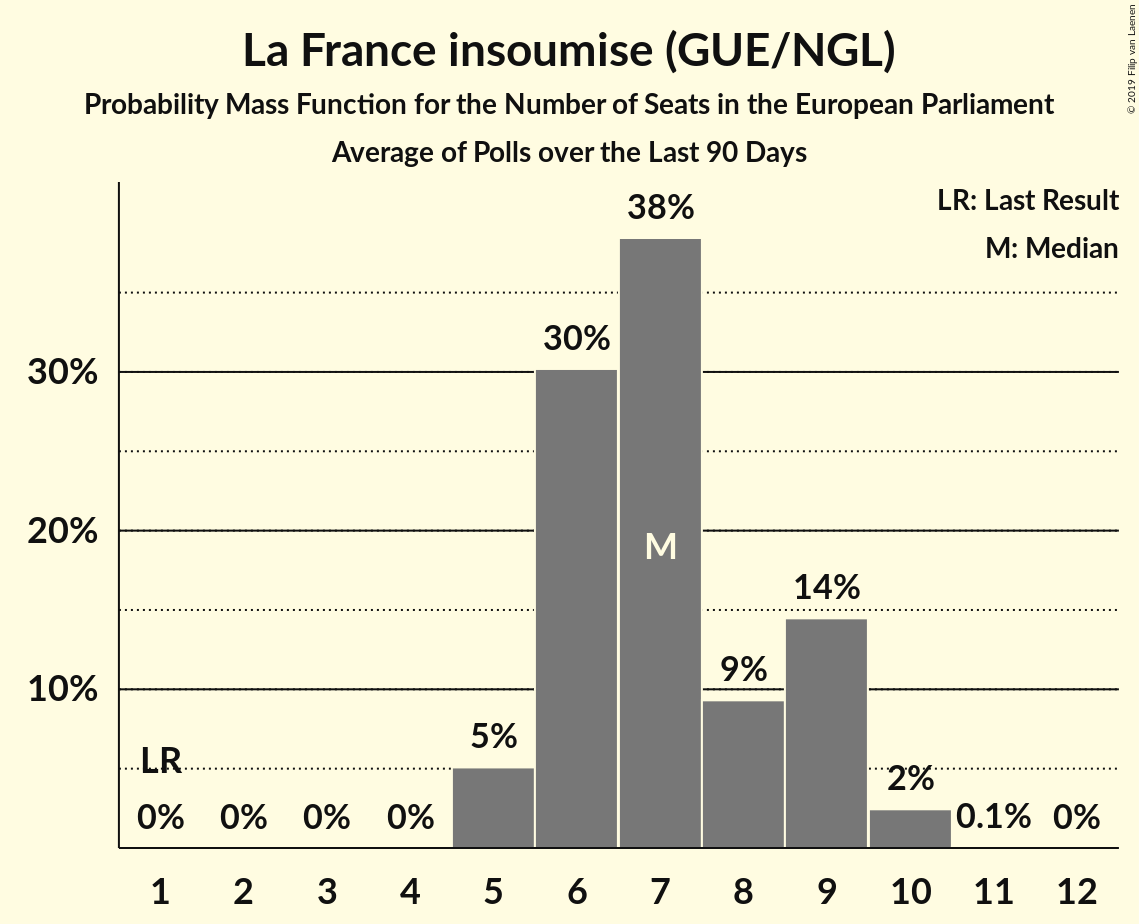 La France insoumise (GUE/NGL)
Probability Mass Function for the Number of Seats in the European Parliament
Average of Polls over the Last 90 Days
© 2019 Filip van Laenen
LR: Last Result
M: Median
38%
30%
30%
M
20%
14%
9%
10%
5%
LR
2%
0% 0% 0% 0% 0.1% 0%
1 2 3 4 5 6 7 8 9 10 11 12